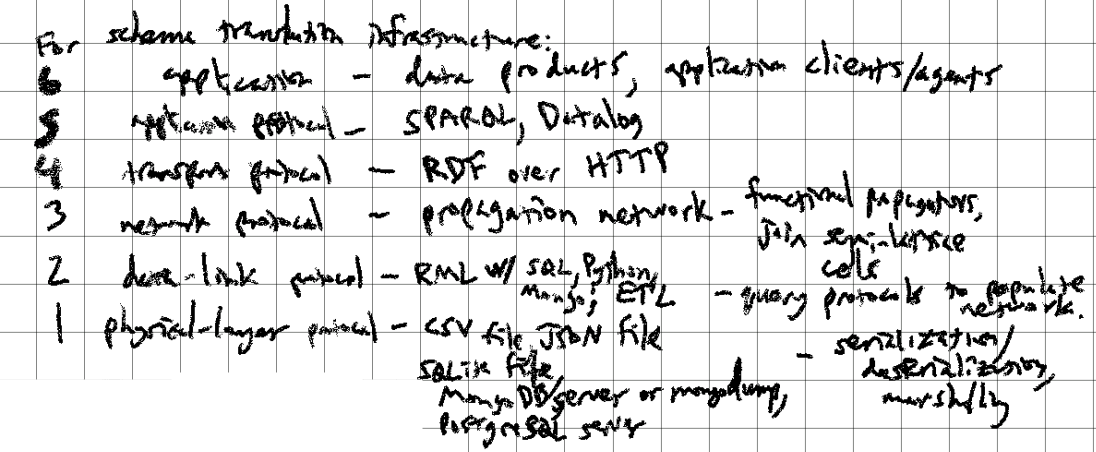 For scheme translation infrastructure:
6 application - data products, application clients/agents
5 application protocol - SPARQL, Datalog
4 transport protocol - RDF over HTTP
3 network protocol - propagation network - functional propagators,
join semi-lattice
cells
2 data-link protocol - RML w/ SQL, Python,
Mongo, ETL - query protocols to populate
network.
1 physical-layer protocol - CSV file, JSON file
SQLite file,
MongoDB server or mongodump,
PostgreSQL server
- serialization/
deserialization,
marshalling